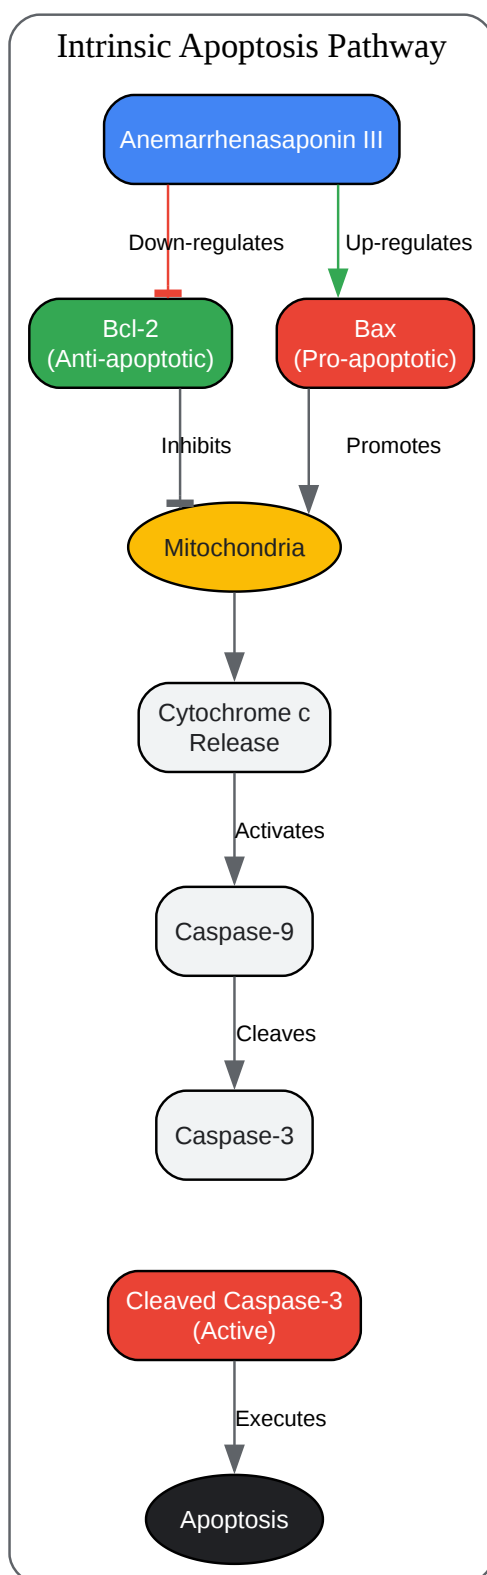 Intrinsic Apoptosis Pathway
Anemarrhenasaponin III
Down-regulates
Up-regulates
Bcl-2
(Anti-apoptotic)
Bax
(Pro-apoptotic)
Inhibits
Promotes
Mitochondria
Cytochrome c
Release
Activates
Caspase-9
Cleaves
Caspase-3
Cleaved Caspase-3
(Active)
Executes
Apoptosis